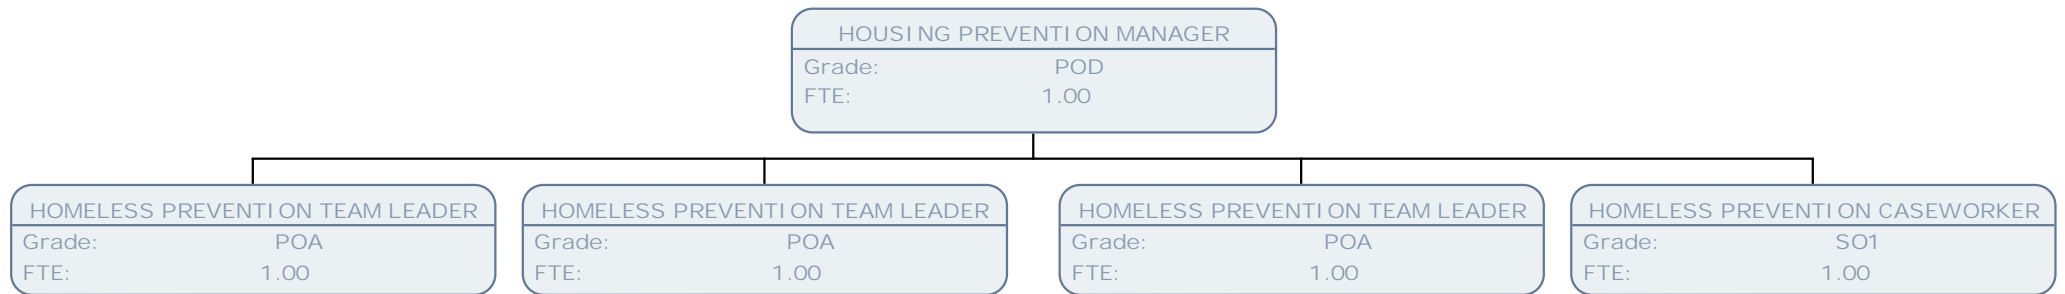 HOUSING PREVENTION MANAGER
Grade: POD
FTE: 1.00
HOMELESS PREVENTION TEAM LEADER
Grade: POA
FTE: 1.00
HOMELESS PREVENTION TEAM LEADER
Grade: POA
FTE: 1.00
HOMELESS PREVENTION TEAM LEADER
Grade: POA
FTE: 1.00
HOMELESS PREVENTION CASEWORKER
Grade: SO1
FTE: 1.00